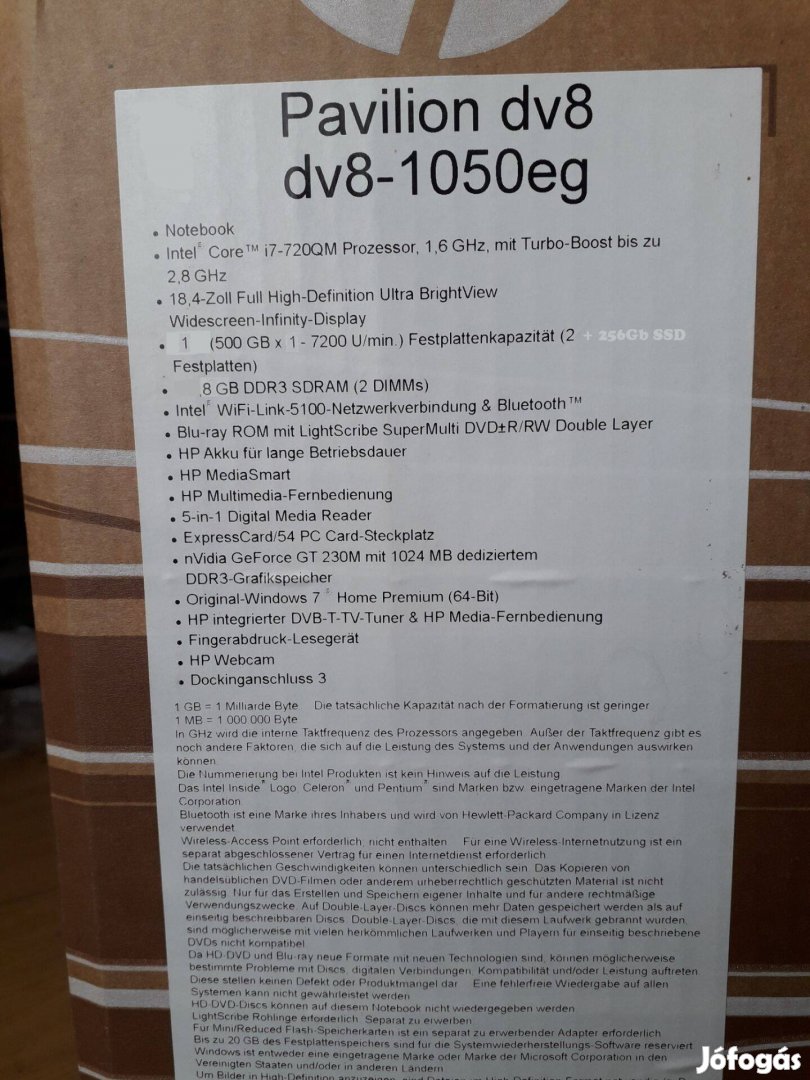 Pavilion dv8
dv8-1050eg
• Notebook
• Intel® Core™ i7-720QM Prozessor, 1,6 GHz, mit Turbo-Boost bis zu
2,8 GHz
• 18,4-Zoll Full High-Definition Ultra BrightView
Widescreen-Infinity-Display
• 1 (500 GB x 1 - 7200 U/min.) Festplattenkapazität (2 + 256Gb SSD
Festplatten)
• 8 GB DDR3 SDRAM (2 DIMMs)
• Intel® WiFi-Link-5100-Netzwerkverbindung & Bluetooth™
• Blu-ray ROM mit LightScribe SuperMulti DVD±R/RW Double Layer
• HP Akku für lange Betriebsdauer
• HP MediaSmart
• HP Multimedia-Fernbedienung
• 5-in-1 Digital Media Reader
• ExpressCard/54 PC Card-Steckplatz
• nVidia GeForce GT 230M mit 1024 MB dediziertem
DDR3-Grafikspeicher
• Original-Windows 7® Home Premium (64-Bit)
• HP integrierter DVB-T-TV-Tuner & HP Media-Fernbedienung
• Fingerabdruck-Lesegerät
• HP Webcam
• Dockinganschluss 3
1 GB = 1 Milliarde Byte Die tatsächliche Kapazität nach der Formatierung ist geringer
1 MB = 1 000 000 Byte
In GHz wird die interne Taktfrequenz des Prozessors angegeben. Außer der Taktfrequenz gibt es
noch andere Faktoren, die sich auf die Leistung des Systems und der Anwendungen auswirken
können
Die Nummerierung bei Intel Produkten ist kein Hinweis auf die Leistung
Das Intel Inside® Logo, Celeron® und Pentium® sind Marken bzw. eingetragene Marken der Intel
Corporation
Bluetooth ist eine Marke ihres Inhabers und wird von Hewlett-Packard Company in Lizenz
verwendet
Wireless-Access Point erforderlich, nicht enthalten Für eine Wireless-Internetnutzung ist ein
separat abgeschlossener Vertrag für einen Internetdienst erforderlich
Die tatsächlichen Geschwindigkeiten können unterschiedlich sein. Das Kopieren von
handelsüblichen DVD-Filmen oder anderem urheberrechtlich geschützten Material ist nicht
zulässig. Nur für das Erstellen und Speichern eigener Inhalte und für andere rechtmäßige
Verwendungszwecke. Auf Double-Layer-Discs können mehr Daten gespeichert werden als auf
einseitig beschreibbaren Discs. Double-Layer-Discs, die mit diesem Laufwerk gebrannt wurden,
sind möglicherweise mit vielen herkömmlichen Laufwerken und Playern für einseitig beschriebene
DVDs nicht kompatibel
Da HD DVD und Blu-ray neue Formate mit neuen Technologien sind, können möglicherweise
bestimmte Probleme mit Discs, digitalen Verbindungen, Kompatibilität und/oder Leistung auftreten
Diese stellen keinen Defekt oder Produktmangel dar Eine fehlerfreie Wiedergabe auf allen
Systemen kann nicht gewährleistet werden
HD-DVD-Discs können auf diesem Notebook nicht wiedergegeben werden
LightScribe Rohlinge erforderlich. Separat zu erwerben
Für Mini/Reduced Flash-Speicherkarten ist ein separat zu erwerbender Adapter erforderlich
Bis zu 20 GB des Festplattenspeichers sind für die Systemwiederherstellungs-Software reserviert
Windows ist entweder eine eingetragene Marke oder Marke der Microsoft Corporation in den
Vereinigten Staaten und/oder in anderen Ländern
Um Bilder in High-Definition anzuzeigen, sind
Jófogás